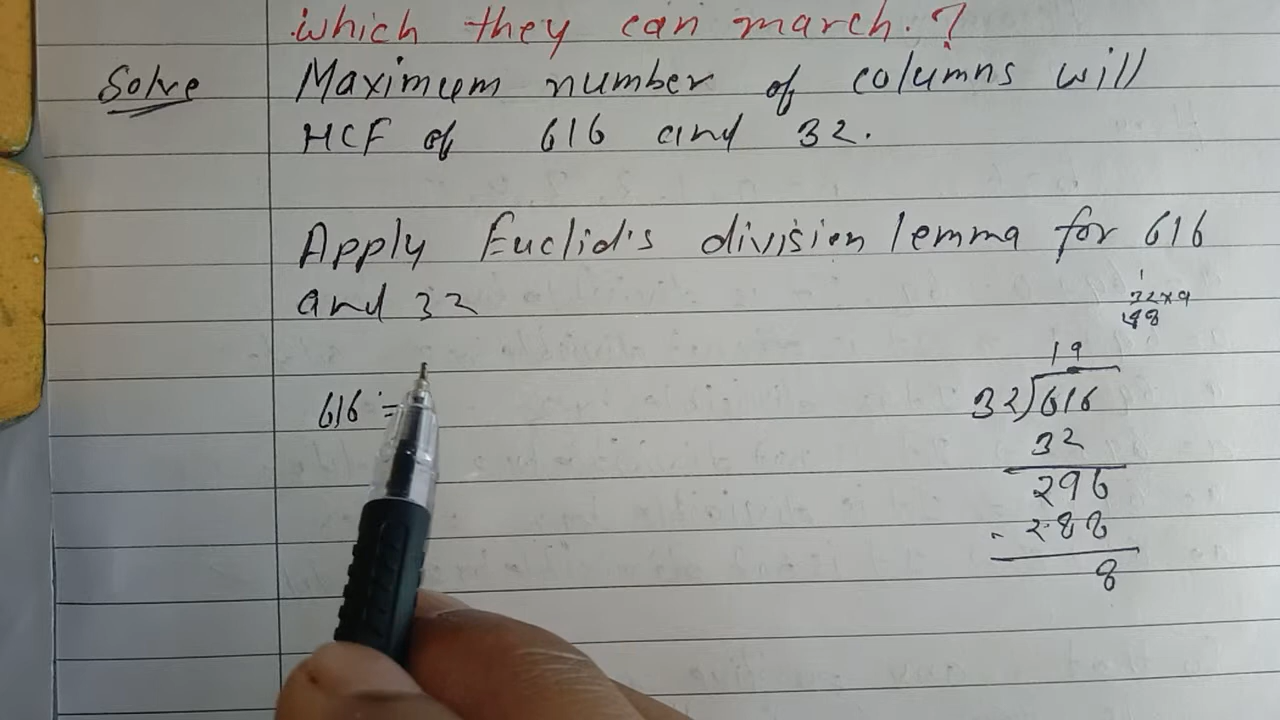 which they can march.?
Solve Maximum number of columns will
HCF of 616 and 32.
Apply Euclid's division lemma for 616
and 32
19
32)616
32
296
- 288
8
616 =